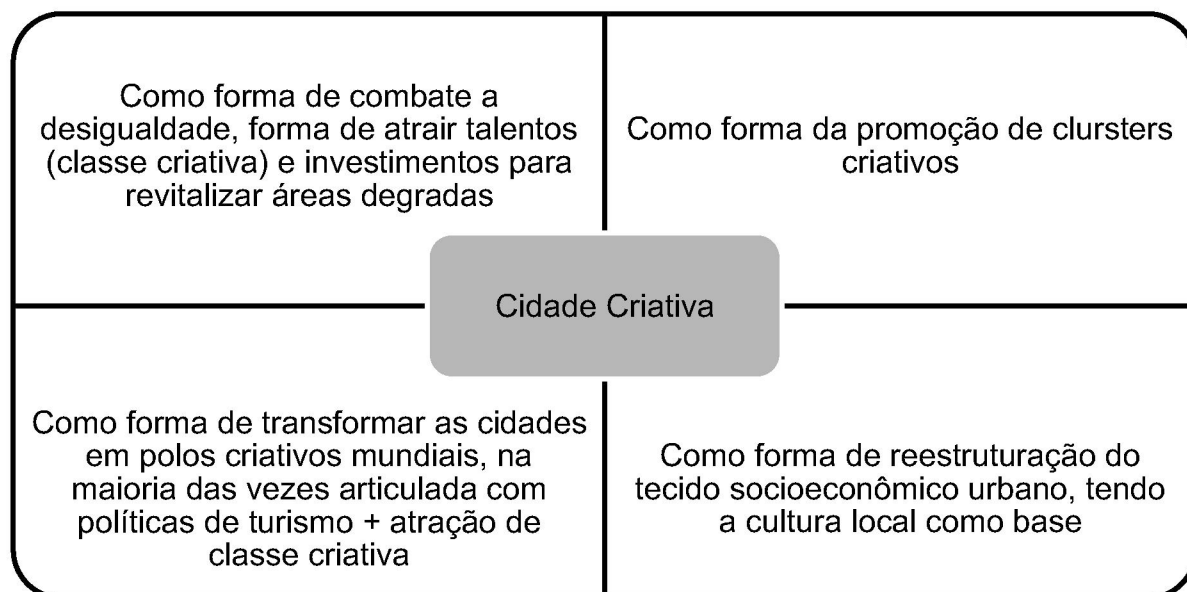 Como forma de combate a
desigualdade, forma de atrair talentos
(classe criativa) e investimentos para
revitalizar áreas degradadas
Como forma da promoção de clursters
criativos
Cidade Criativa
Como forma de transformar as cidades
em polos criativos mundiais, na
maioria das vezes articulada com
políticas de turismo + atração de
classe criativa
Como forma de reestruturação do
tecido socioeconômico urbano, tendo
a cultura local como base